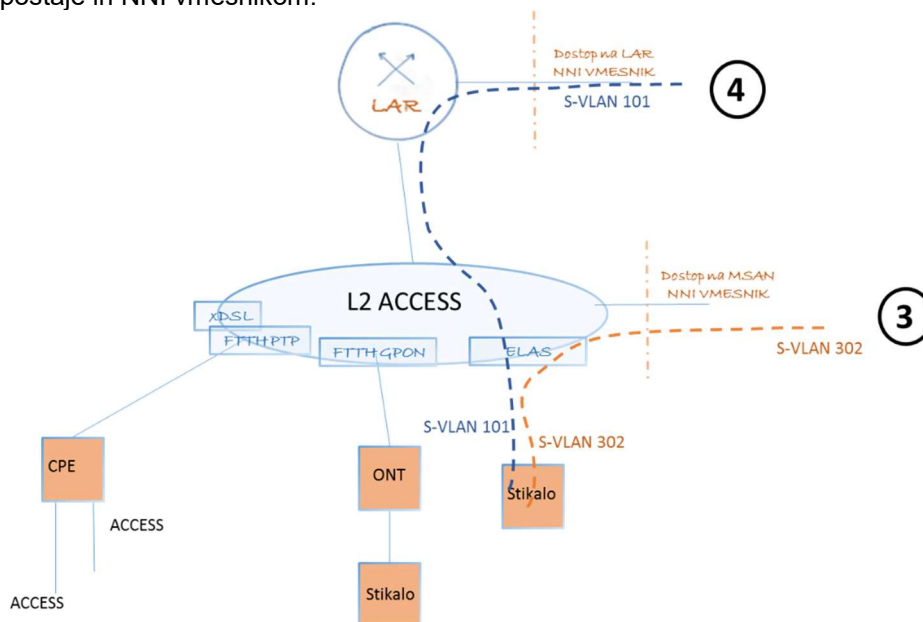 postaje in NNI vmesnikom.
Dostop na LAR
NNI VMESNIK
4
LAR
S-VLAN 101
Dostop na MSAN
NNI VMESNIK
L2 ACCESS
3
xDSL
FTTH PTP
FTTH GPON
ELAS
S-VLAN 302
S-VLAN 101
S-VLAN 302
CPE
ONT
Stikalo
ACCESS
Stikalo
ACCESS